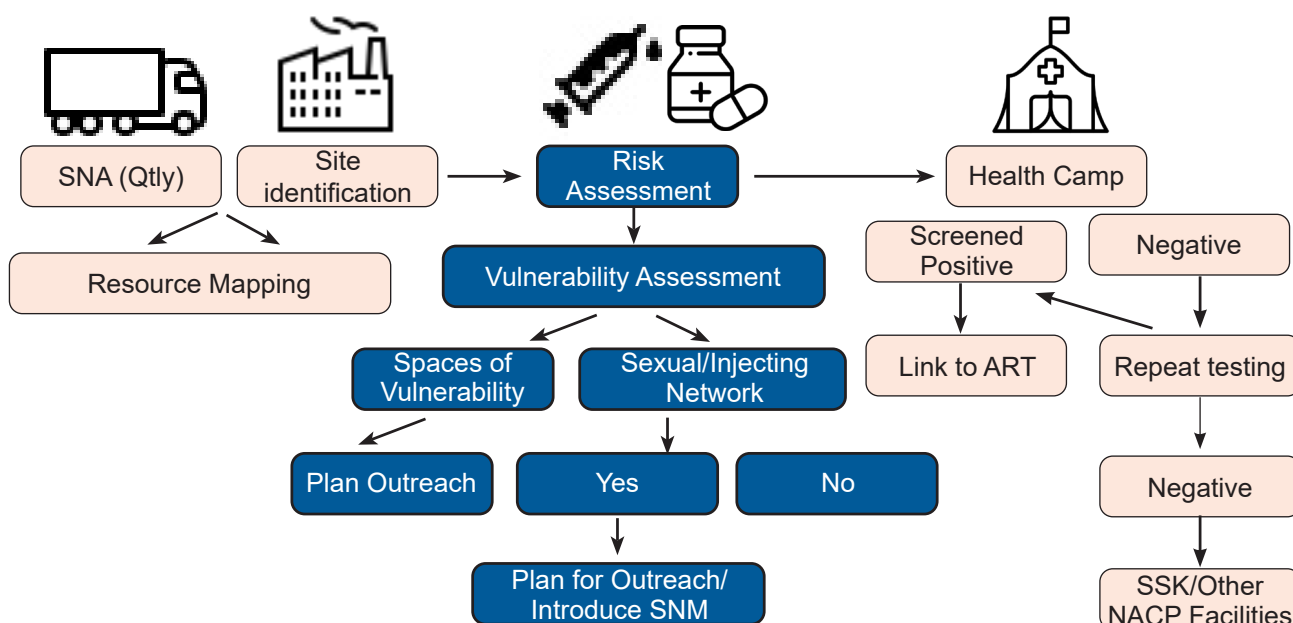 SNA (Qtly)
Site
identification
Risk
Assessment
Health Camp
Resource Mapping
Vulnerability Assessment
Screened
Positive
Negative
Spaces of
Vulnerability
Sexual/Injecting
Network
Link to ART
Repeat testing
Plan Outreach
Yes
No
Negative
Plan for Outreach/
Introduce SNM
SSK/Other
NACP Facilities